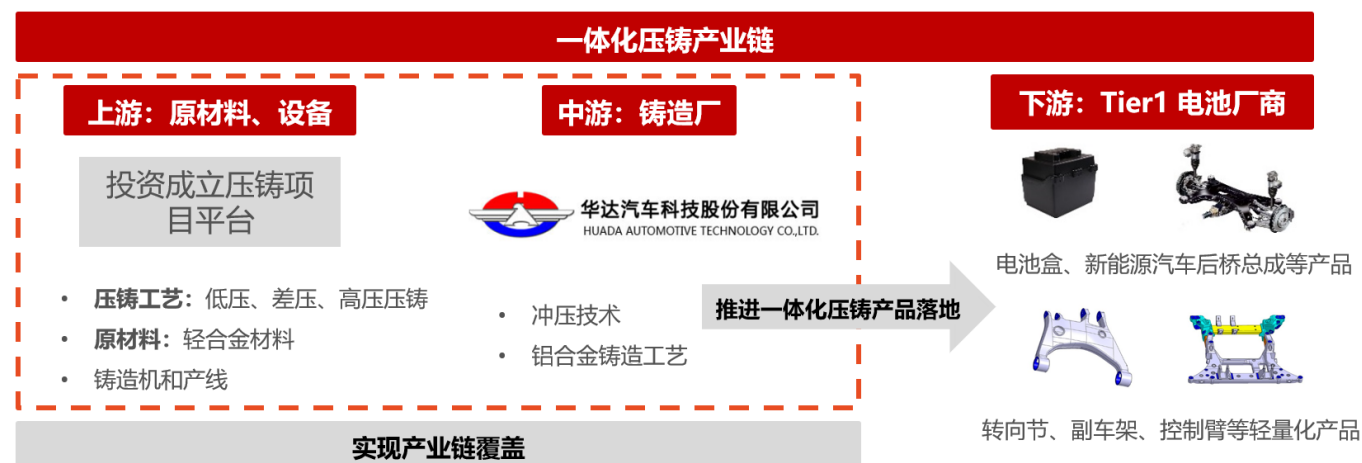 一体化压铸产业链
上游：原材料、设备
投资成立压铸项
目平台
• 压铸工艺：低压、差压、高压压铸
• 原材料：轻合金材料
• 铸造机和产线
中游：铸造厂
华达汽车科技股份有限公司
HUADA AUTOMOTIVE TECHNOLOGY CO.,LTD.
• 冲压技术
• 铝合金铸造工艺
实现产业链覆盖
推进一体化压铸产品落地
下游：Tier1 电池厂商
电池盒、新能源汽车后桥总成等产品
转向节、副车架、控制臂等轻量化产品